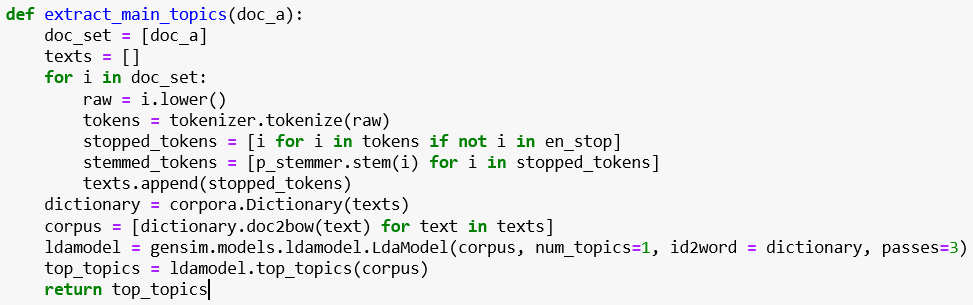 def extract_main_topics(doc_a):
    doc_set = [doc_a]
    texts = []
    for i in doc_set:
        raw = i.lower()
        tokens = tokenizer.tokenize(raw)
        stopped_tokens = [i for i in tokens if not i in en_stop]
        stemmed_tokens = [p_stemmer.stem(i) for i in stopped_tokens]
        texts.append(stopped_tokens)
    dictionary = corpora.Dictionary(texts)
    corpus = [dictionary.doc2bow(text) for text in texts]
    ldamodel = gensim.models.ldamodel.LdaModel(corpus, num_topics=1, id2word = dictionary, passes=3)
    top_topics = ldamodel.top_topics(corpus)
    return top_topics